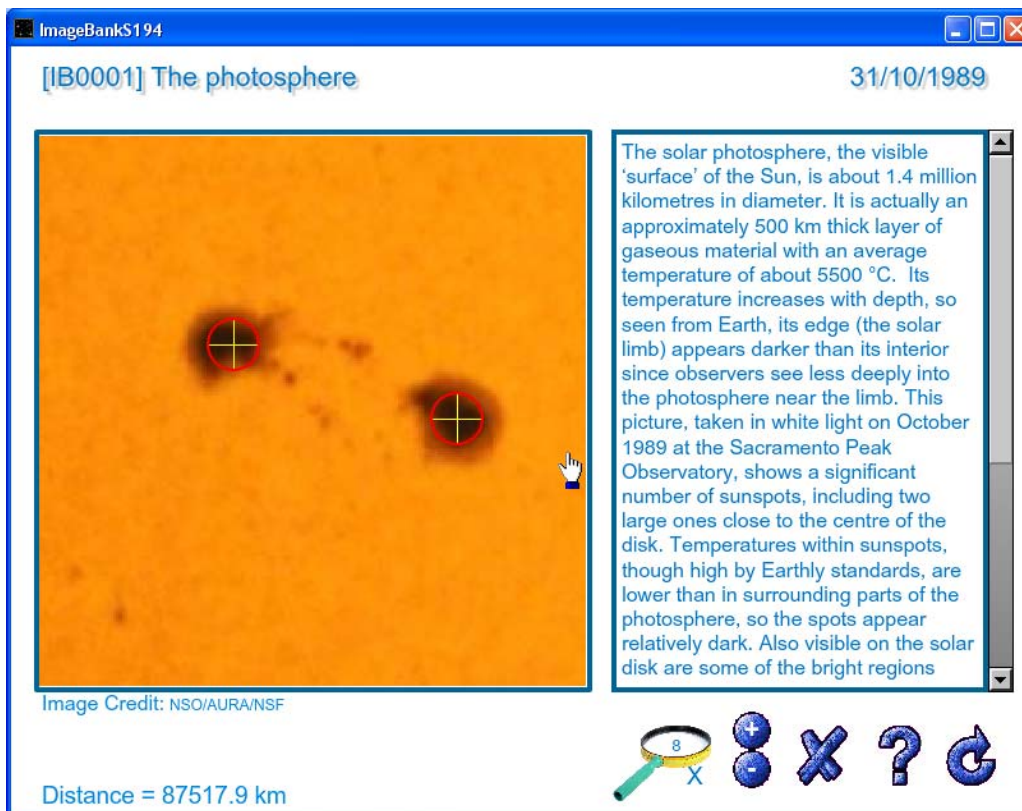 ImageBankS194
[IB0001] The photosphere
31/10/1989
The solar photosphere, the visible
‘surface’ of the Sun, is about 1.4 million
kilometres in diameter. It is actually an
approximately 500 km thick layer of
gaseous material with an average
temperature of about 5500 °C. Its
temperature increases with depth, so
seen from Earth, its edge (the solar
limb) appears darker than its interior
since observers see less deeply into
the photosphere near the limb. This
picture, taken in white light on October
1989 at the Sacramento Peak
Observatory, shows a significant
number of sunspots, including two
large ones close to the centre of the
disk. Temperatures within sunspots,
though high by Earthly standards, are
lower than in surrounding parts of the
photosphere, so the spots appear
relatively dark. Also visible on the solar
disk are some of the bright regions
Image Credit: NSO/AURA/NSF
8
X
+
-
?
Distance = 87517.9 km